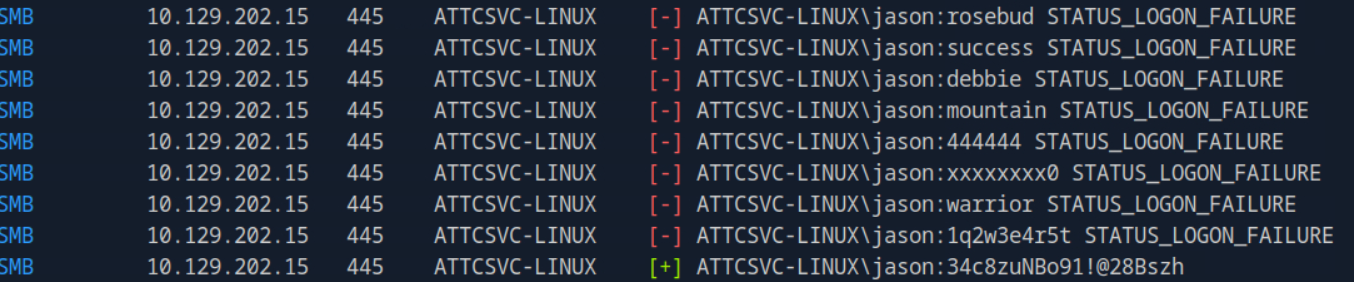 SMB 10.129.202.15 445 ATTCSVC-LINUX [-] ATTCSVC-LINUX\jason:rosebud STATUS_LOGON_FAILURE
SMB 10.129.202.15 445 ATTCSVC-LINUX [-] ATTCSVC-LINUX\jason:success STATUS_LOGON_FAILURE
SMB 10.129.202.15 445 ATTCSVC-LINUX [-] ATTCSVC-LINUX\jason:debbie STATUS_LOGON_FAILURE
SMB 10.129.202.15 445 ATTCSVC-LINUX [-] ATTCSVC-LINUX\jason:mountain STATUS_LOGON_FAILURE
SMB 10.129.202.15 445 ATTCSVC-LINUX [-] ATTCSVC-LINUX\jason:444444 STATUS_LOGON_FAILURE
SMB 10.129.202.15 445 ATTCSVC-LINUX [-] ATTCSVC-LINUX\jason:xxxxxxxx0 STATUS_LOGON_FAILURE
SMB 10.129.202.15 445 ATTCSVC-LINUX [-] ATTCSVC-LINUX\jason:warrior STATUS_LOGON_FAILURE
SMB 10.129.202.15 445 ATTCSVC-LINUX [-] ATTCSVC-LINUX\jason:1q2w3e4r5t STATUS_LOGON_FAILURE
SMB 10.129.202.15 445 ATTCSVC-LINUX [+] ATTCSVC-LINUX\jason:34c8zuNBo91!@28Bszh